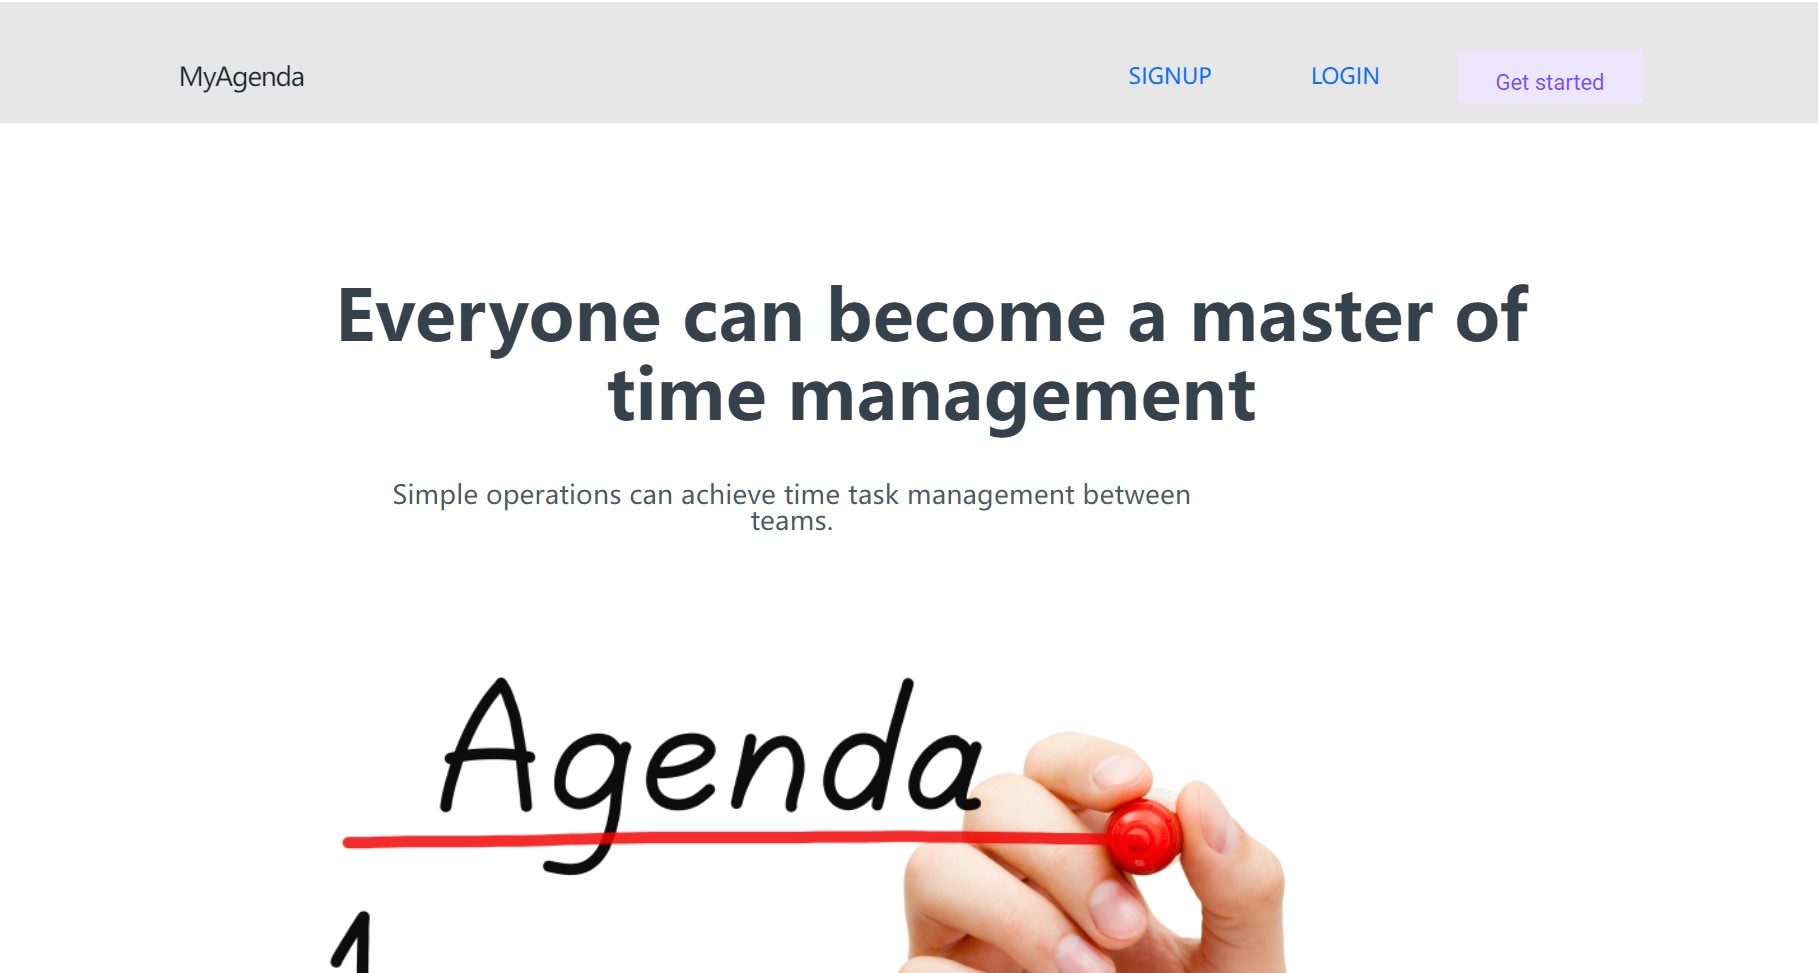 MyAgenda
SIGNUP
LOGIN
Get started
Everyone can become a master of
time management
Simple operations can achieve time task management between
teams.
Agenda
1